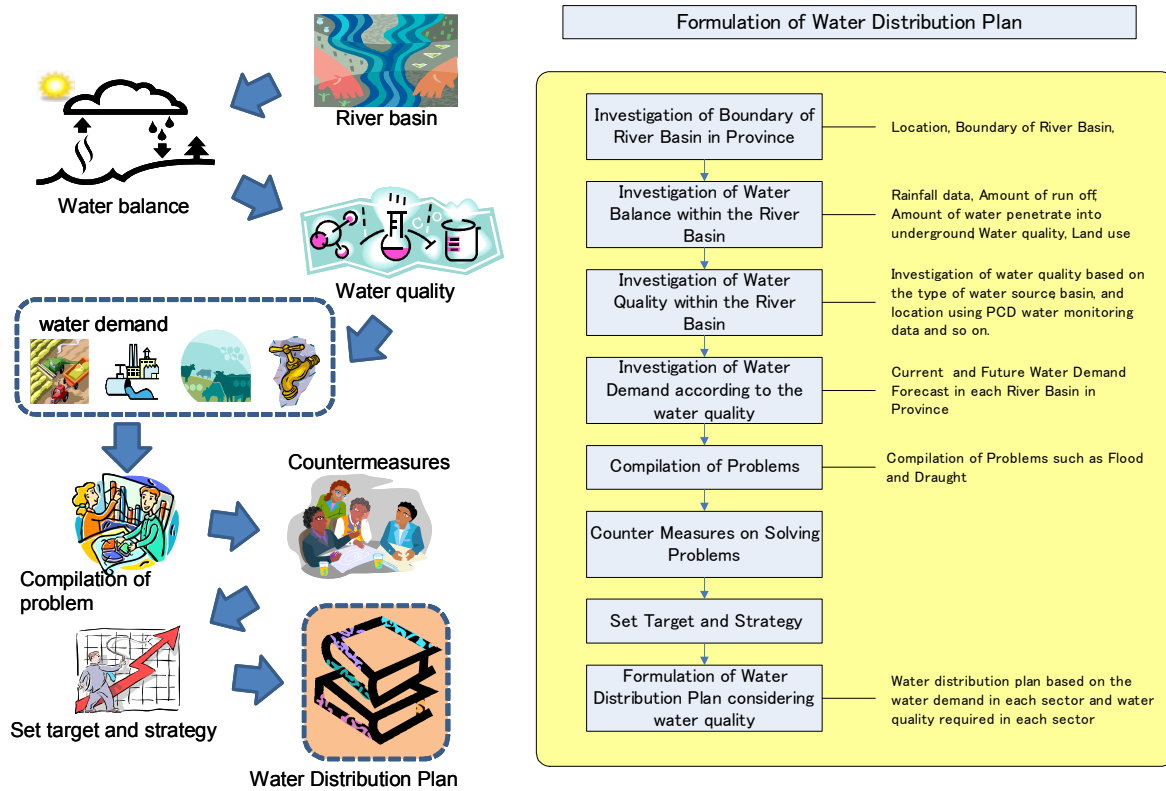 River basin
Water balance
Water quality
water demand
Countermeasures
Compilation of
problem
Set target and strategy
Water Distribution Plan
Formulation of Water Distribution Plan
Investigation of Boundary of
River Basin in Province
Location, Boundary of River Basin,
Investigation of Water
Balance within the River
Basin
Rainfall data, Amount of run off,
Amount of water penetrate into
underground, Water quality, Land use
Investigation of Water
Quality within the River
Basin
Investigation of water quality based on
the type of water source, basin, and
location using PCD water monitoring
data and so on.
Investigation of Water
Demand according to the
water quality
Current and Future Water Demand
Forecast in each River Basin in
Province
Compilation of Problems
Compilation of Problems such as Flood
and Draught
Counter Measures on Solving
Problems
Set Target and Strategy
Formulation of Water
Distribution Plan considering
water quality
Water distribution plan based on the
water demand in each sector and water
quality required in each sector